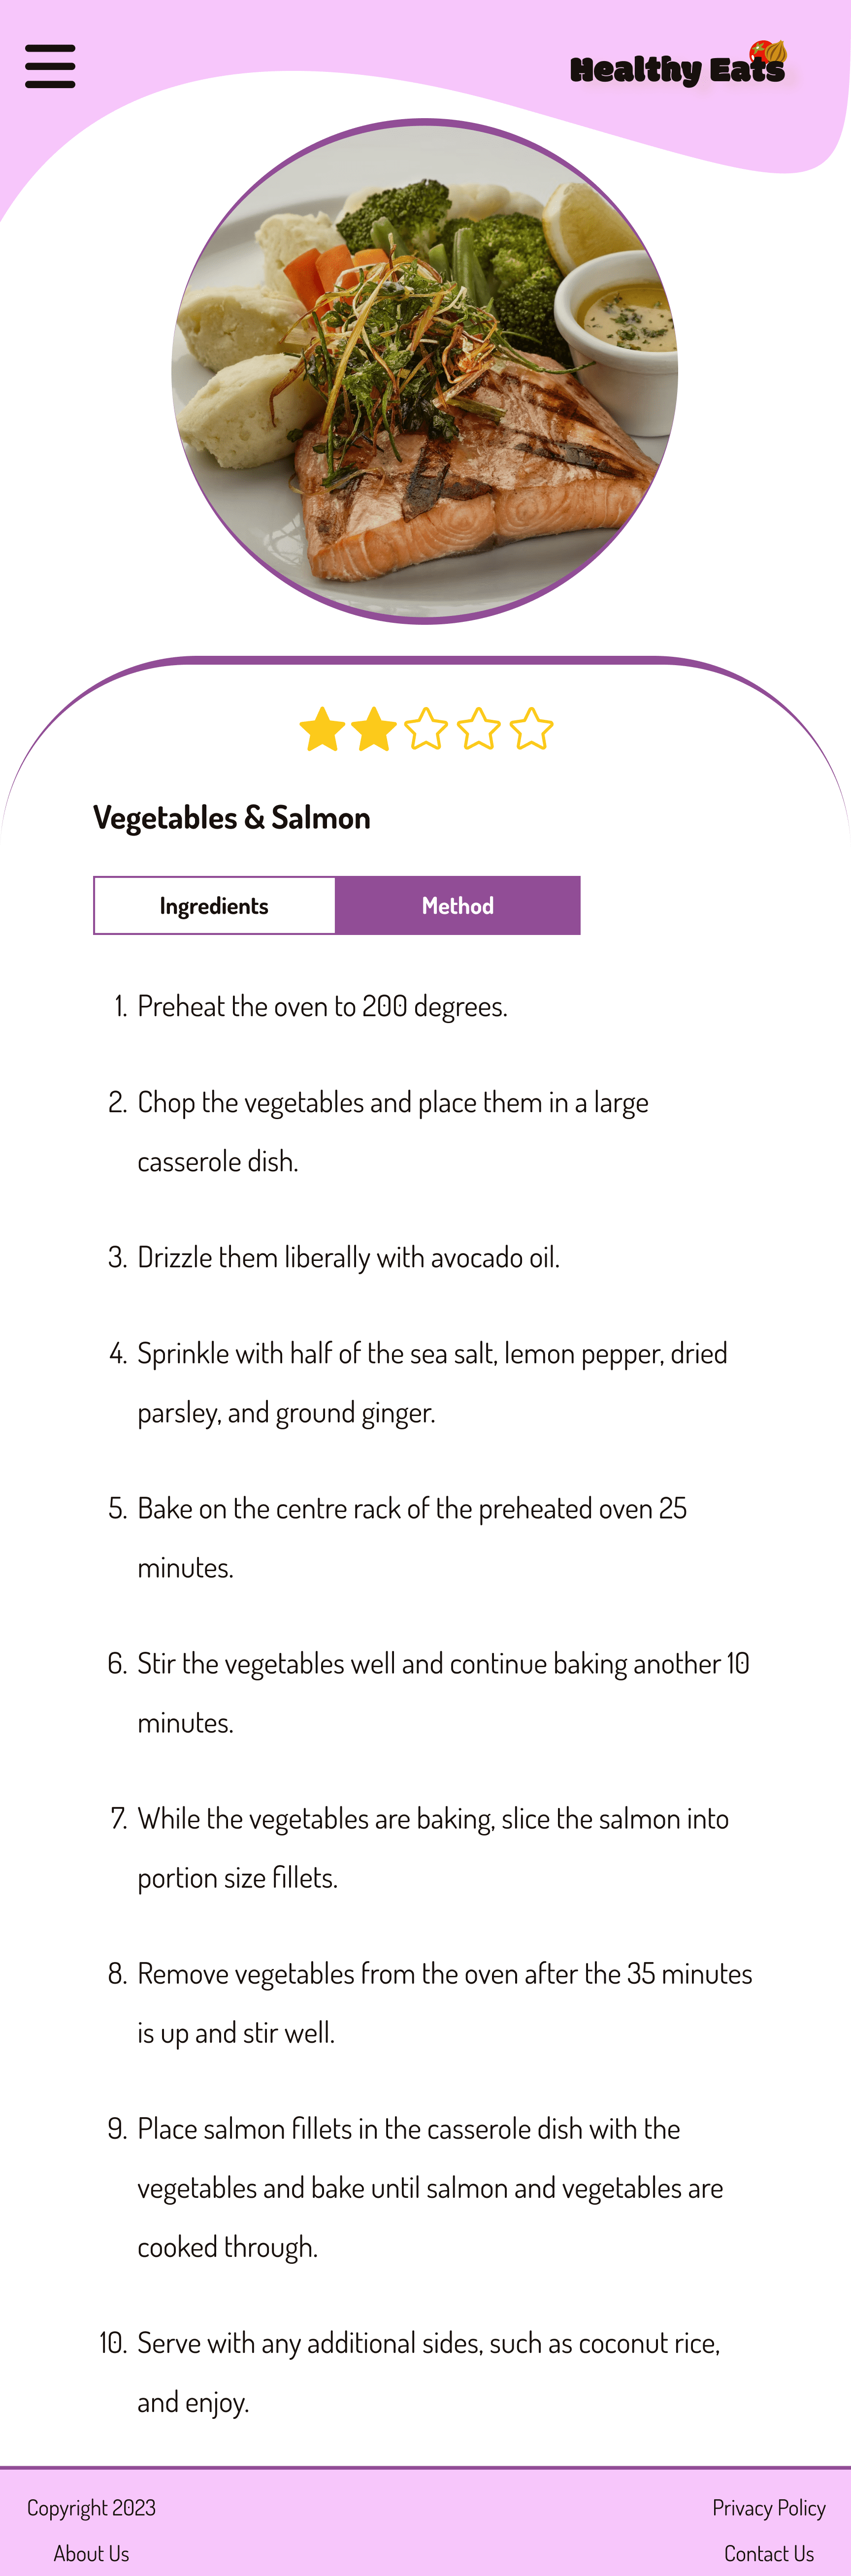 Healthy Eats
Vegetables & Salmon
Ingredients
Method
1. Preheat the oven to 200 degrees.
2. Chop the vegetables and place them in a large
casserole dish.
3. Drizzle them liberally with avocado oil.
4. Sprinkle with half of the sea salt, lemon pepper, dried
parsley, and ground ginger.
5. Bake on the centre rack of the preheated oven 25
minutes.
6. Stir the vegetables well and continue baking another 10
minutes.
7. While the vegetables are baking, slice the salmon into
portion size fillets.
8. Remove vegetables from the oven after the 35 minutes
is up and stir well.
9. Place salmon fillets in the casserole dish with the
vegetables and bake until salmon and vegetables are
cooked through.
10. Serve with any additional sides, such as coconut rice,
and enjoy.
Copyright 2023
Privacy Policy
About Us
Contact Us